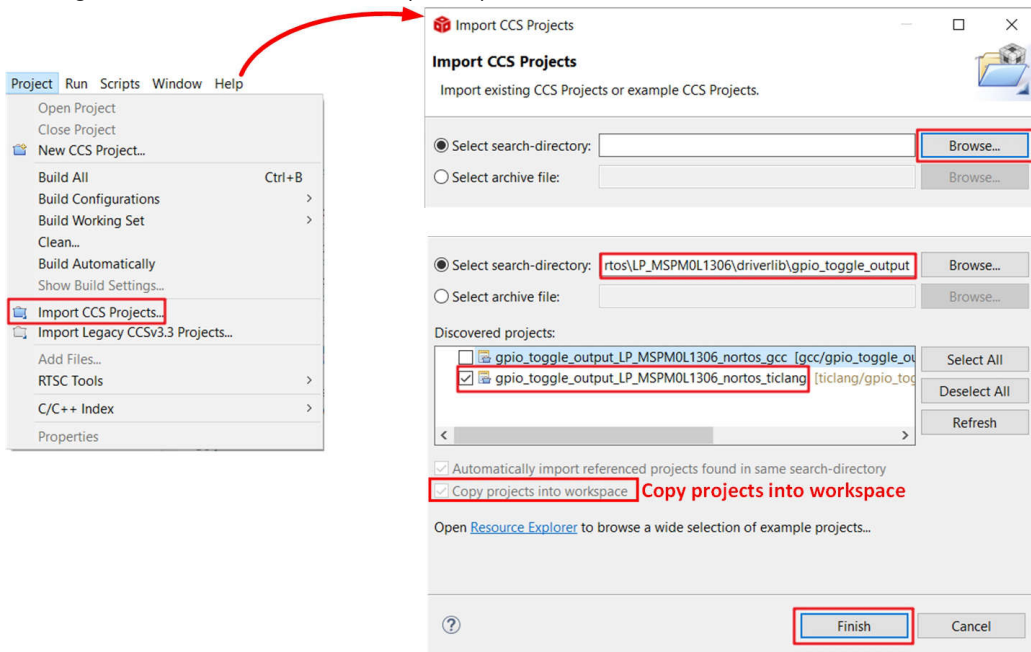 Project Run Scripts Window Help
Open Project
Close Project
New CCS Project...
Build All Ctrl+B
Build Configurations >
Build Working Set >
Clean...
Build Automatically
Show Build Settings...
Import CCS Projects...
Import Legacy CCSv3.3 Projects...
Add Files...
RTSC Tools >
C/C++ Index >
Properties
Import CCS Projects
Import CCS Projects
Import existing CCS Projects or example CCS Projects.
Select search-directory: Browse...
Select archive file: Browse...
Select search-directory: rtos\LP_MSPM0L1306\driverlib\gpio_toggle_output Browse...
Select archive file: Browse...
Discovered projects:
gpio_toggle_output_LP_MSPM0L1306_nortos_gcc [gcc/gpio_toggle_ou
gpio_toggle_output_LP_MSPM0L1306_nortos_ticlang [ticlang/gpio_tog
Select All
Deselect All
Refresh
Automatically import referenced projects found in same search-directory
Copy projects into workspace Copy projects into workspace
Open Resource Explorer to browse a wide selection of example projects...
Finish Cancel